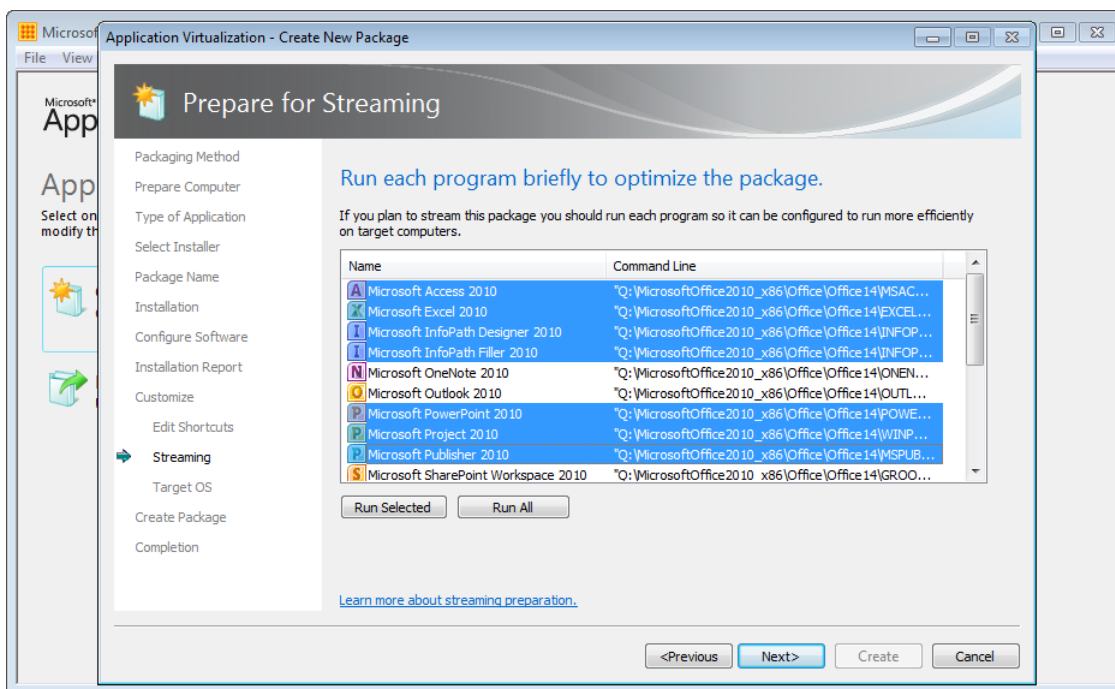 Microsof
Application Virtualization - Create New Package
File View
Microsoft*
App
App
Select on
modify th
Prepare for Streaming
Packaging Method
Prepare Computer
Type of Application
Select Installer
Package Name
Installation
Configure Software
Installation Report
Customize
Edit Shortcuts
Streaming
Target OS
Create Package
Completion
Run each program briefly to optimize the package.
If you plan to stream this package you should run each program so it can be configured to run more efficiently
on target computers.
Name Command Line
Microsoft Access 2010 "Q:\MicrosoftOffice2010_x86\Office\Office14\MSAC...
Microsoft Excel 2010 "Q:\MicrosoftOffice2010_x86\Office\Office14\EXCEL...
Microsoft InfoPath Designer 2010 "Q:\MicrosoftOffice2010_x86\Office\Office14\INFOP...
Microsoft InfoPath Filler 2010 "Q:\MicrosoftOffice2010_x86\Office\Office14\INFOP...
Microsoft OneNote 2010 "Q:\MicrosoftOffice2010_x86\Office\Office14\ONEN...
Microsoft Outlook 2010 "Q:\MicrosoftOffice2010_x86\Office\Office14\OUTL...
Microsoft PowerPoint 2010 "Q:\MicrosoftOffice2010_x86\Office\Office14\POWE...
Microsoft Project 2010 "Q:\MicrosoftOffice2010_x86\Office\Office14\WINP...
Microsoft Publisher 2010 "Q:\MicrosoftOffice2010_x86\Office\Office14\MSPUB...
Microsoft SharePoint Workspace 2010 "Q:\MicrosoftOffice2010_x86\Office\Office14\GROO...
Run Selected Run All
Learn more about streaming preparation.
<Previous Next> Create Cancel